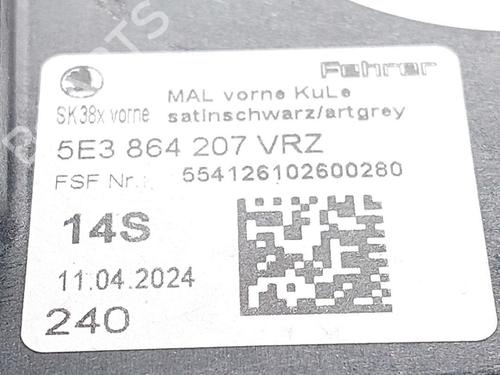 Fehrer
SK38x vorne
MAL vorne KuLe
satinschwarz/artgrey
5E3 864 207 VRZ
FSF Nr.: 554126102600280
14S
11.04.2024
240